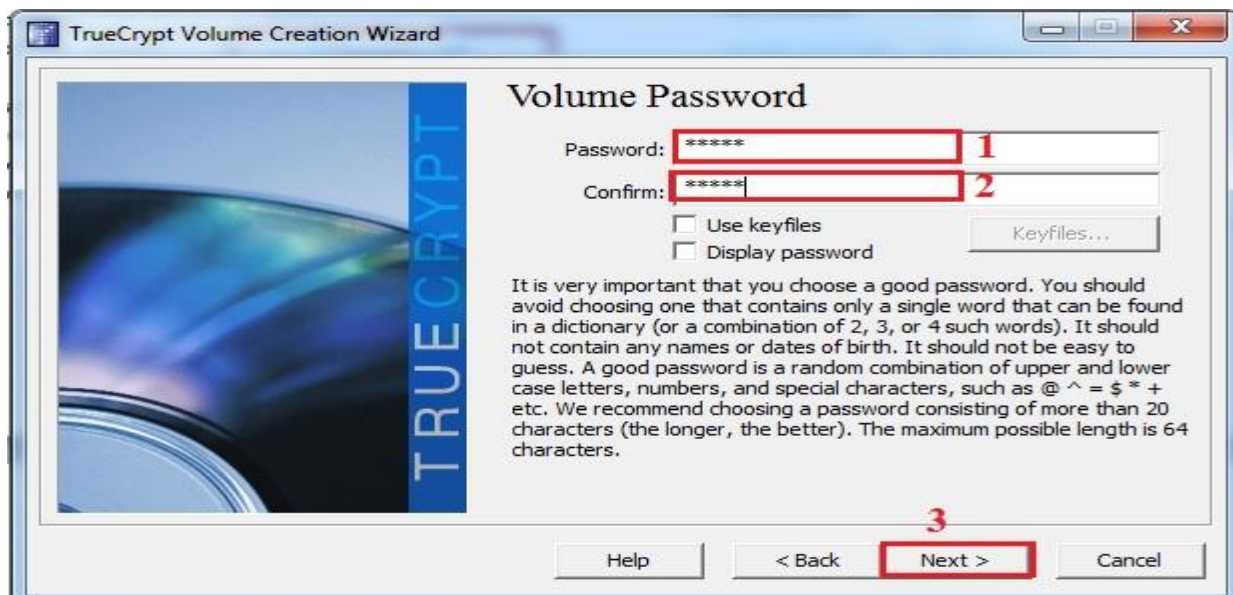 TrueCrypt Volume Creation Wizard
TRUECRYPT
Volume Password
Password: ***** 1
Confirm: ***** 2
Use keyfiles
Keyfiles...
Display password
It is very important that you choose a good password. You should
avoid choosing one that contains only a single word that can be found
in a dictionary (or a combination of 2, 3, or 4 such words). It should
not contain any names or dates of birth. It should not be easy to
guess. A good password is a random combination of upper and lower
case letters, numbers, and special characters, such as @ ^ = $ * +
etc. We recommend choosing a password consisting of more than 20
characters (the longer, the better). The maximum possible length is 64
characters.
3
Help < Back Next > Cancel